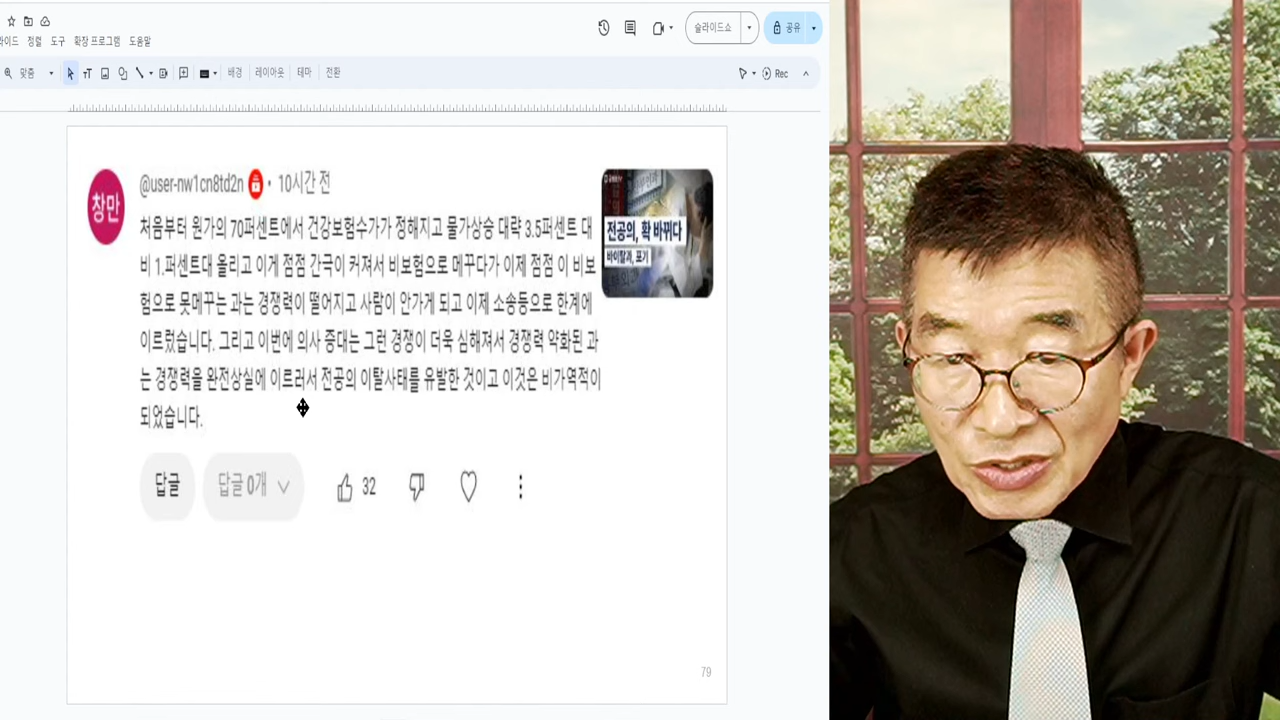 라이드 정렬 도구 확장 프로그램 도움말
슬라이드쇼
공유
맞춤
배경 레이아웃 테마 전환
Rec
창만
@user-nw1cn8td2n · 10시간 전
처음부터 원가의 70퍼센트에서 건강보험수가가 정해지고 물가상승 대략 3.5퍼센트 대
비 1.퍼센트대 올리고 이게 점점 간극이 커져서 비보험으로 메꾸다가 이제 점점 이 비보
험으로 못메꾸는 과는 경쟁력이 떨어지고 사람이 안가게 되고 이제 소송등으로 한계에
이르렀습니다. 그리고 이번에 의사 증대는 그런 경쟁이 더욱 심해져서 경쟁력 약화된 과
는 경쟁력을 완전상실에 이르러서 전공의 이탈사태를 유발한 것이고 이것은 비가역적이
되었습니다.
전공의, 확 바뀌다
바이탈과, 포기
답글
답글 0개
32
79